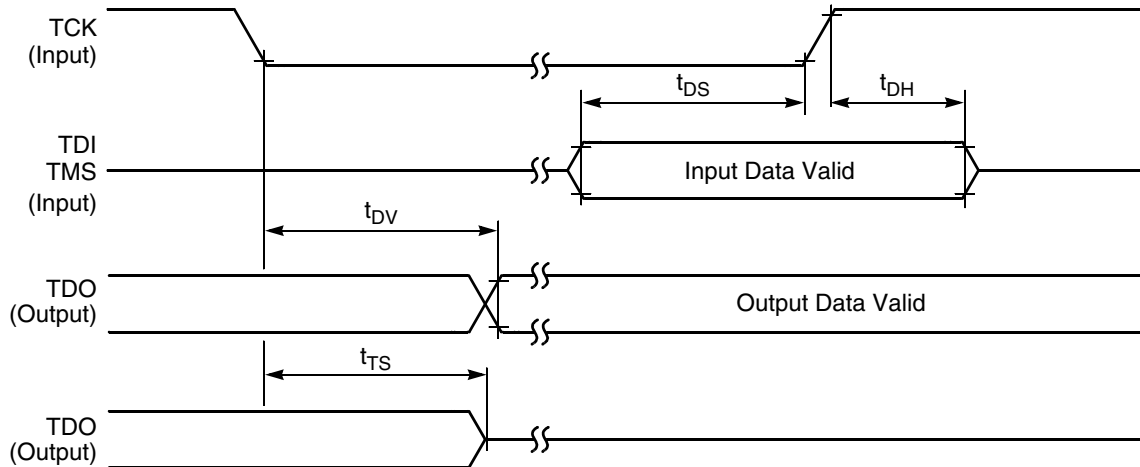 TCK
(Input)
tDS
tDH
TDI
TMS
(Input)
Input Data Valid
tDV
TDO
(Output)
Output Data Valid
tTS
TDO
(Output)